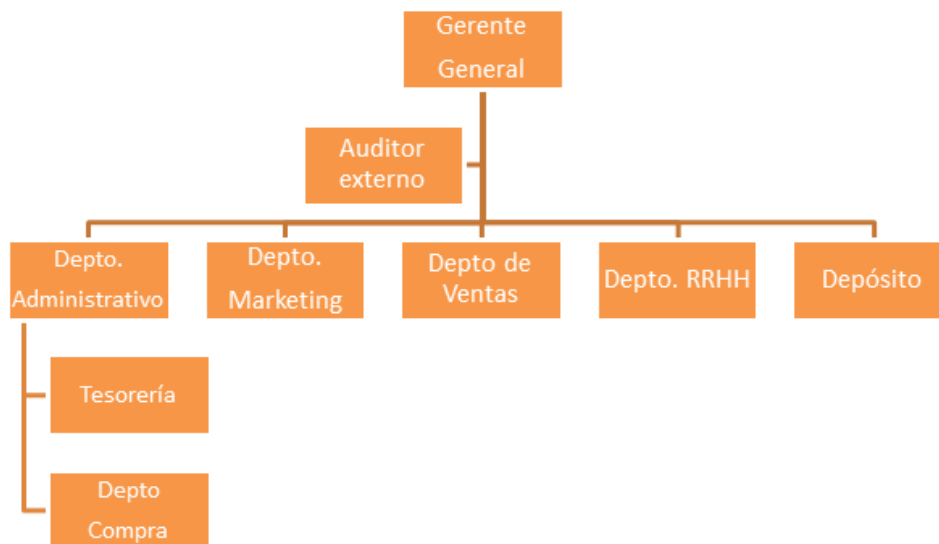 Gerente
General
Auditor
externo
Depto.
Administrativo
Depto.
Marketing
Depto de
Ventas
Depto. RRHH
Depósito
Tesorería
Depto
Compra